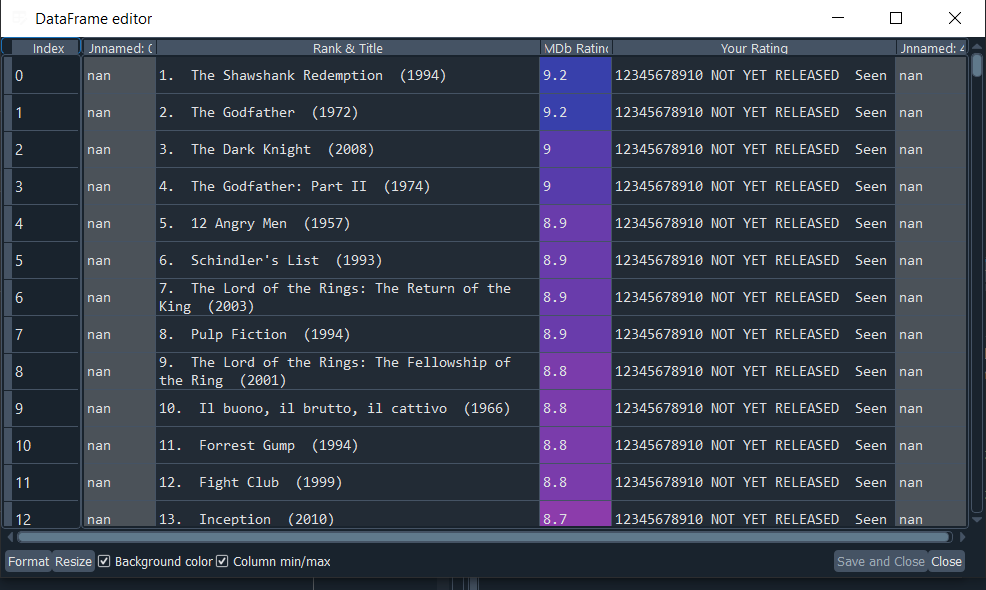 DataFrame editor
Index Jnnamed: ( Rank & Title MDb Rating Your Rating Jnnamed: 4
0 nan 1.  The Shawshank Redemption  (1994) 9.2 12345678910 NOT YET RELEASED  Seen nan
1 nan 2.  The Godfather  (1972) 9.2 12345678910 NOT YET RELEASED  Seen nan
2 nan 3.  The Dark Knight  (2008) 9 12345678910 NOT YET RELEASED  Seen nan
3 nan 4.  The Godfather: Part II  (1974) 9 12345678910 NOT YET RELEASED  Seen nan
4 nan 5.  12 Angry Men  (1957) 8.9 12345678910 NOT YET RELEASED  Seen nan
5 nan 6.  Schindler's List  (1993) 8.9 12345678910 NOT YET RELEASED  Seen nan
6 nan 7.  The Lord of the Rings: The Return of the
King  (2003) 8.9 12345678910 NOT YET RELEASED  Seen nan
7 nan 8.  Pulp Fiction  (1994) 8.9 12345678910 NOT YET RELEASED  Seen nan
8 nan 9.  The Lord of the Rings: The Fellowship of
the Ring  (2001) 8.8 12345678910 NOT YET RELEASED  Seen nan
9 nan 10.  Il buono, il brutto, il cattivo  (1966) 8.8 12345678910 NOT YET RELEASED  Seen nan
10 nan 11.  Forrest Gump  (1994) 8.8 12345678910 NOT YET RELEASED  Seen nan
11 nan 12.  Fight Club  (1999) 8.8 12345678910 NOT YET RELEASED  Seen nan
12 nan 13.  Inception  (2010) 8.7 12345678910 NOT YET RELEASED  Seen nan
Format Resize Background color Column min/max Save and Close Close